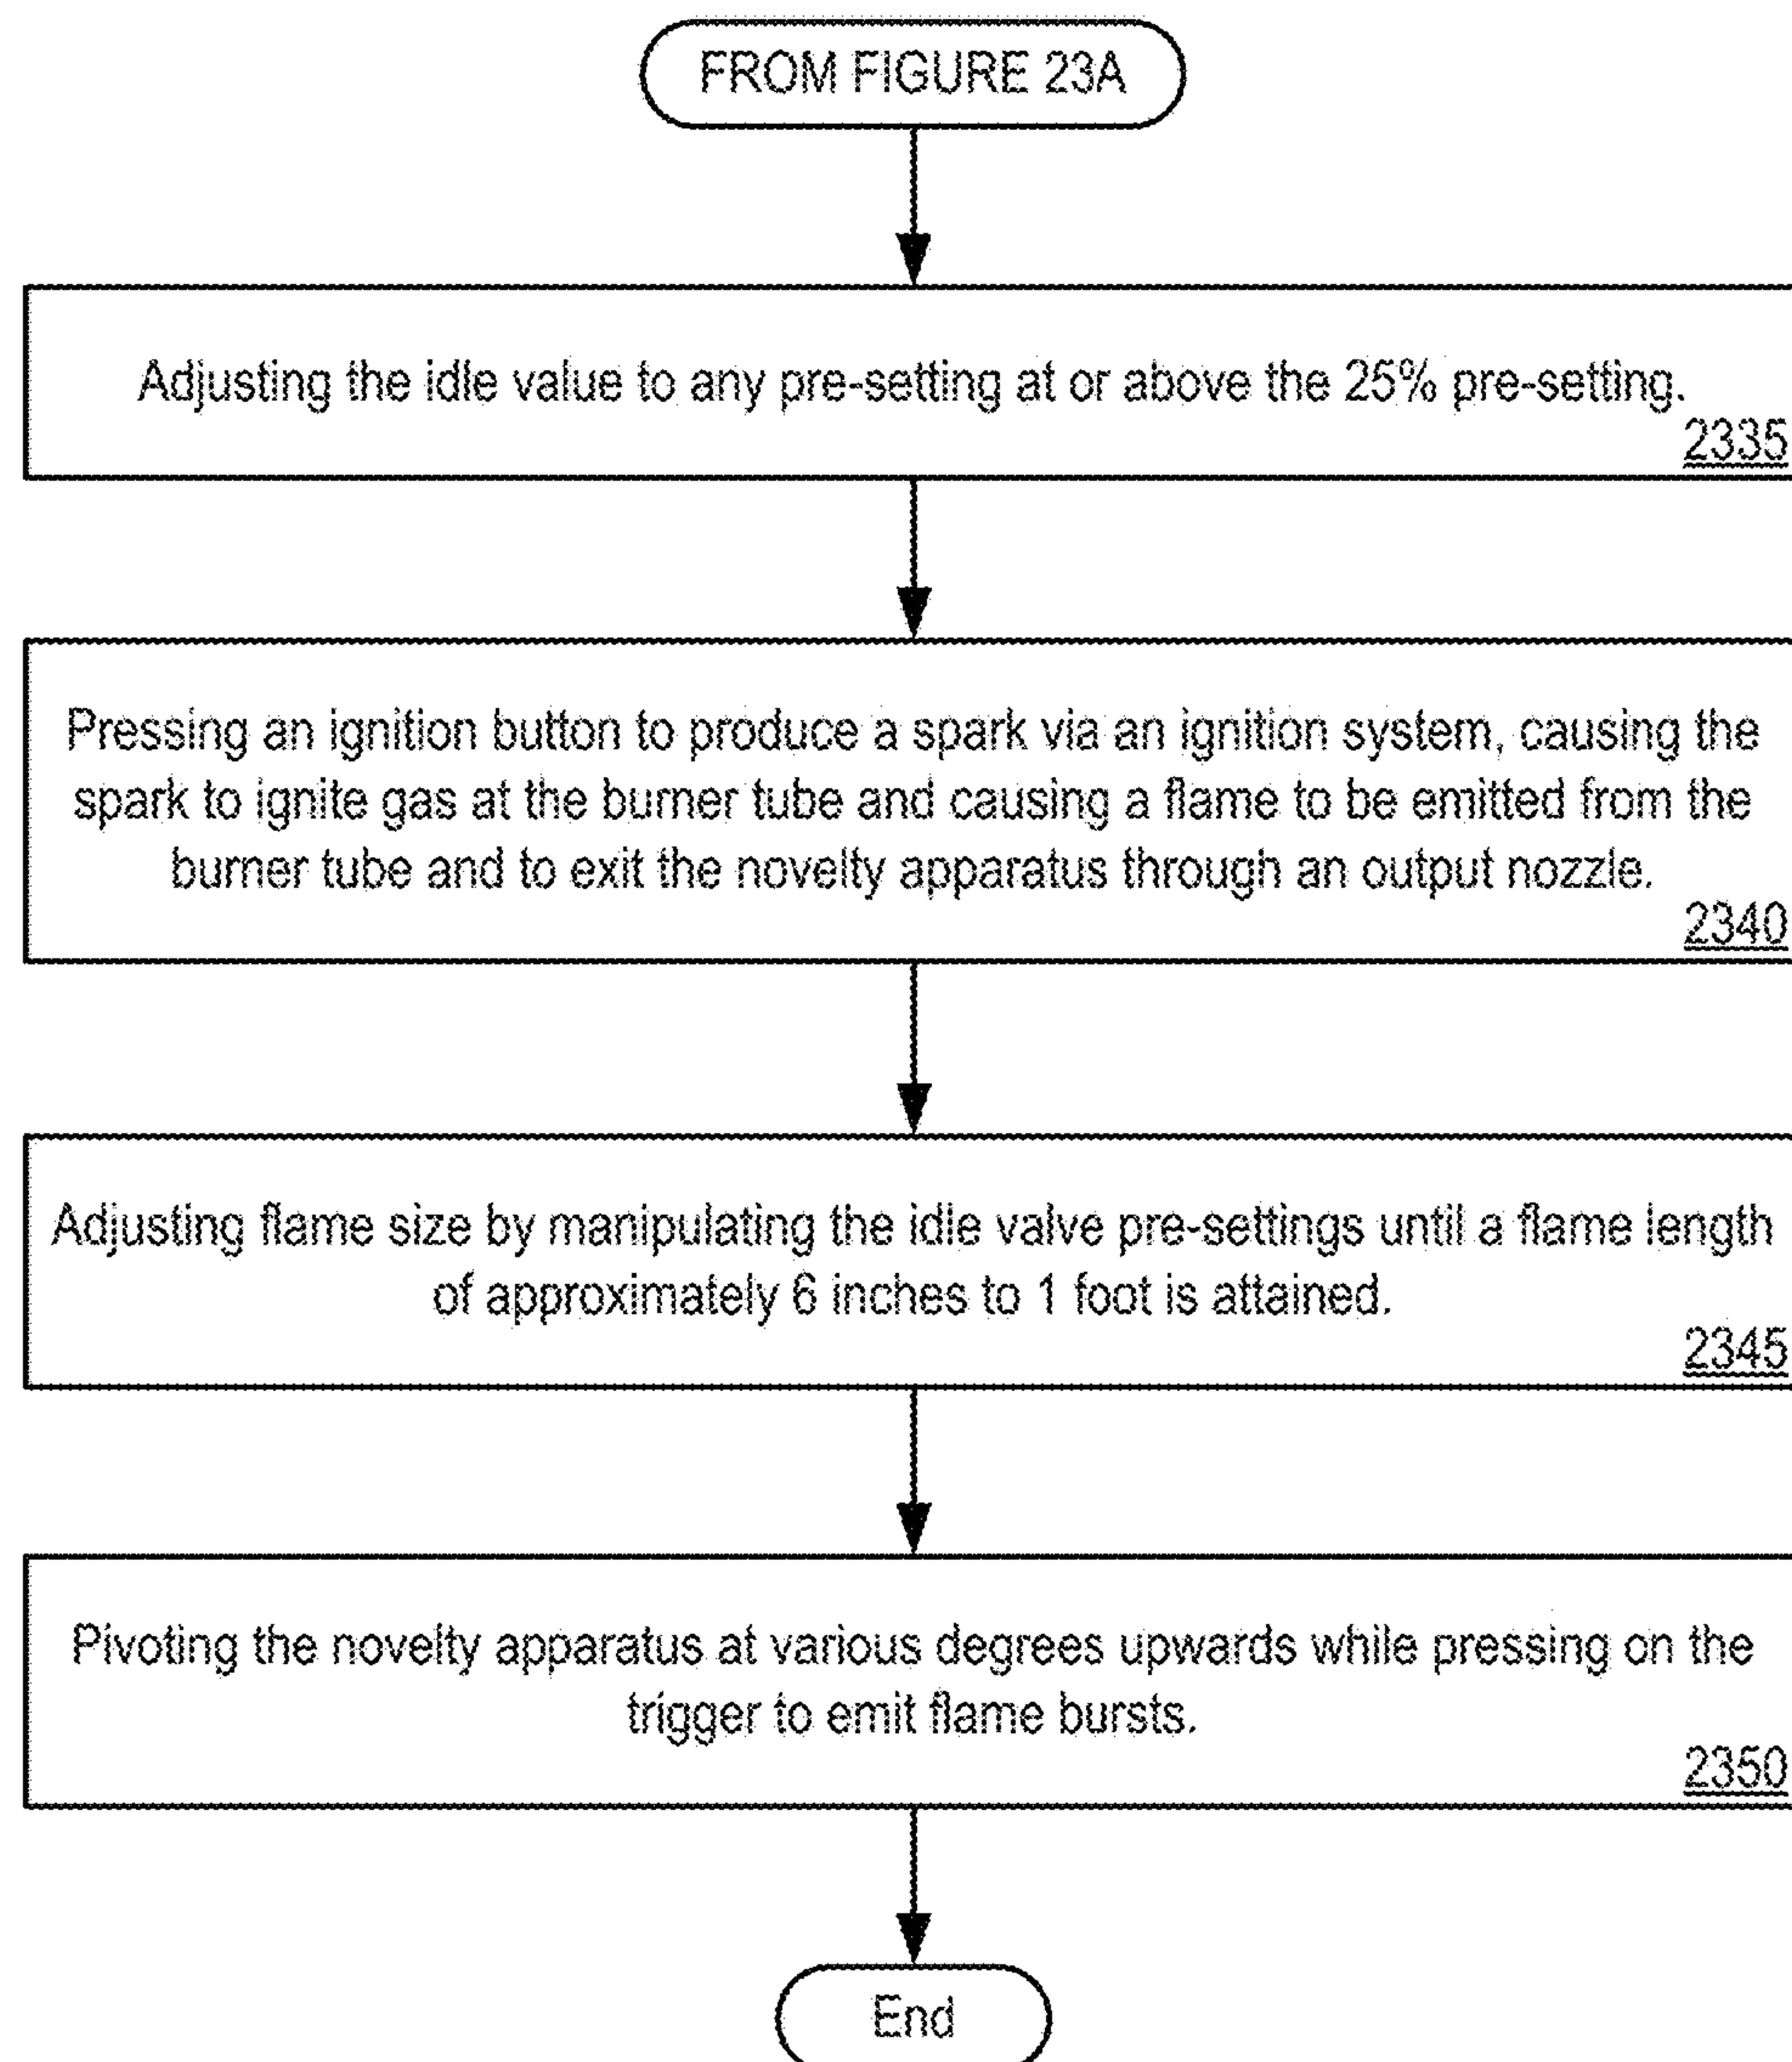 FROM FIGURE 23A
Adjusting the idle value to any pre-setting at or above the 25% pre-setting.
2335
Pressing an ignition button to produce a spark via an ignition system, causing the
spark to ignite gas at the burner tube and causing a flame to be emitted from the
burner tube and to exit the novelty apparatus through an output nozzle.
2340
Adjusting flame size by manipulating the idle valve pre-settings until a flame length
of approximately 6 inches to 1 foot is attained.
2345
Pivoting the novelty apparatus at various degrees upwards while pressing on the
trigger to emit flame bursts.
2350
End